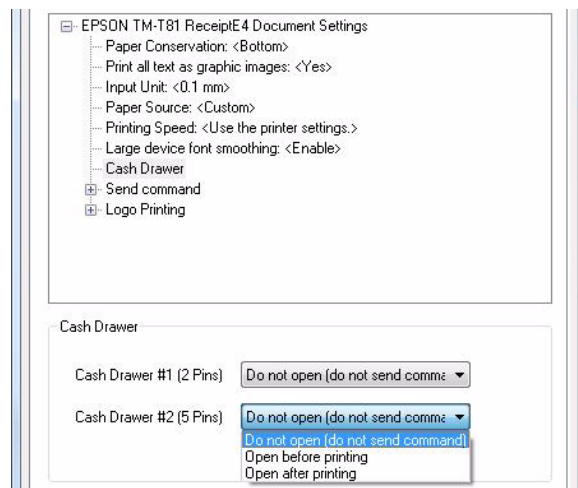 EPSON TM-T81 ReceiptE4 Document Settings
Paper Conservation: <Bottom>
Print all text as graphic images: <Yes>
Input Unit: <0.1 mm>
Paper Source: <Custom>
Printing Speed: <Use the printer settings.>
Large device font smoothing: <Enable>
Cash Drawer
Send command
Logo Printing
Cash Drawer
Cash Drawer #1 (2 Pins) Do not open (do not send comma
Cash Drawer #2 (5 Pins) Do not open (do not send comma
Do not open (do not send command)
Open before printing
Open after printing